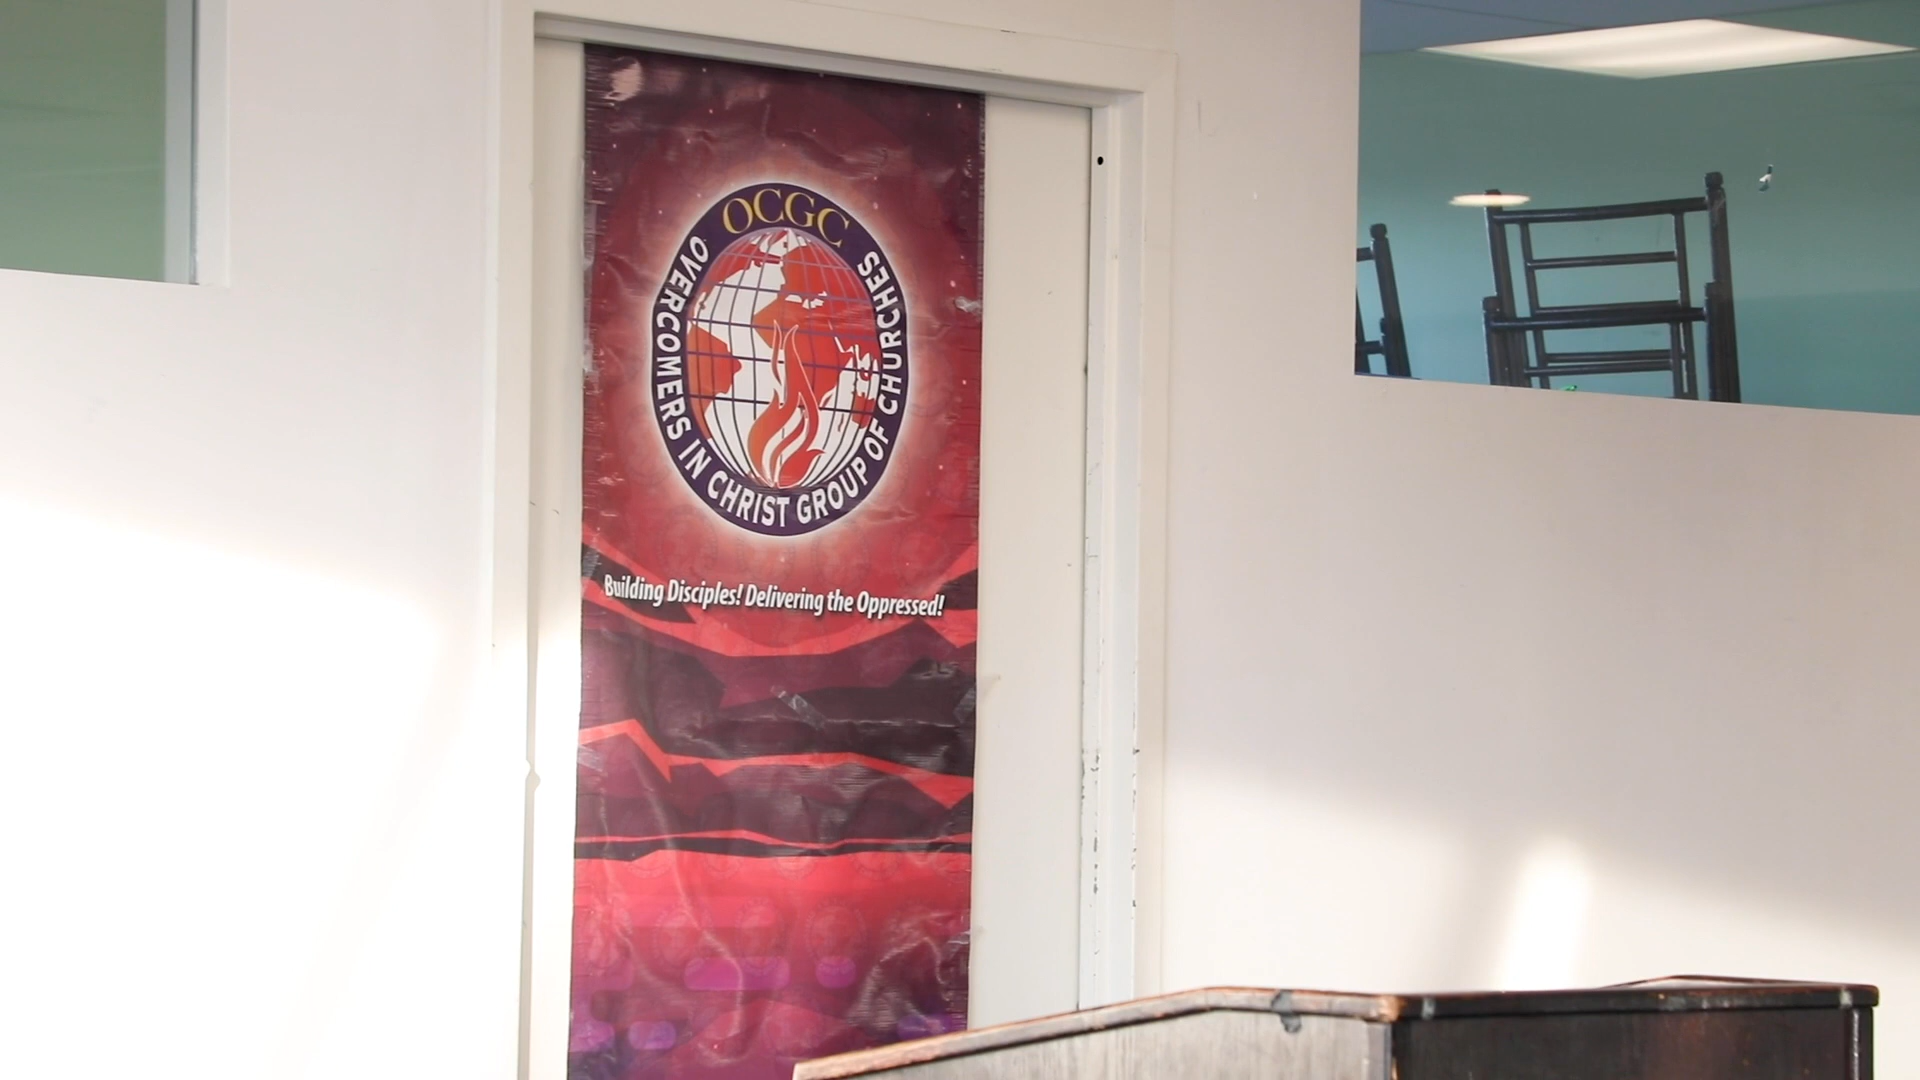 OCGC
OVERCOMERS IN CHRIST GROUP OF CHURCHES
Building Disciples! Delivering the Oppressed!